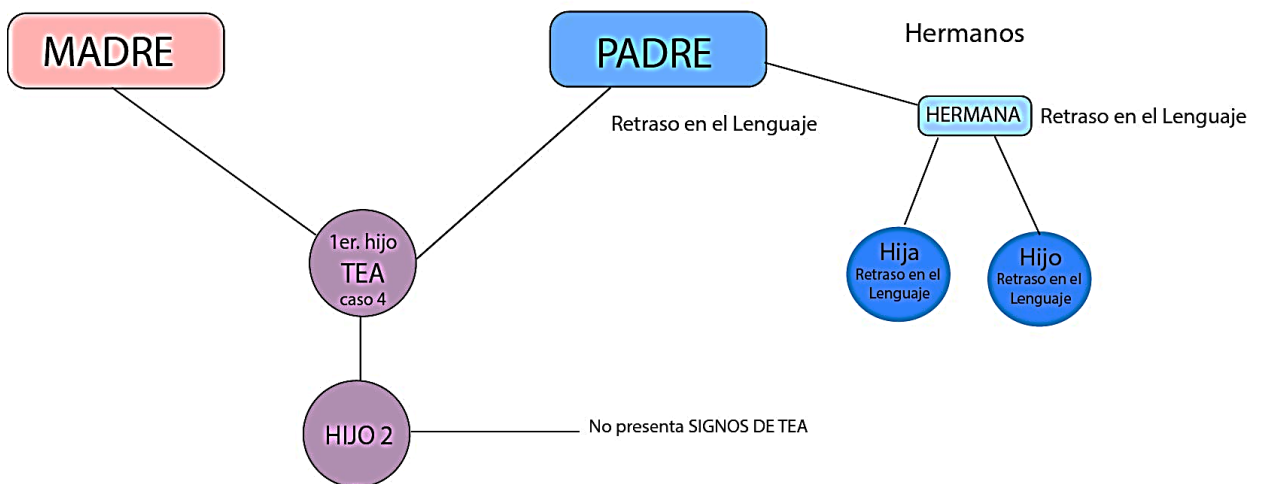 MADRE
PADRE
Hermanos
Retraso en el Lenguaje
HERMANA
Retraso en el Lenguaje
1er. hijo
TEA
caso 4
Hija
Retraso en el
Lenguaje
Hijo
Retraso en el
Lenguaje
HIJO 2
No presenta SIGNOS DE TEA